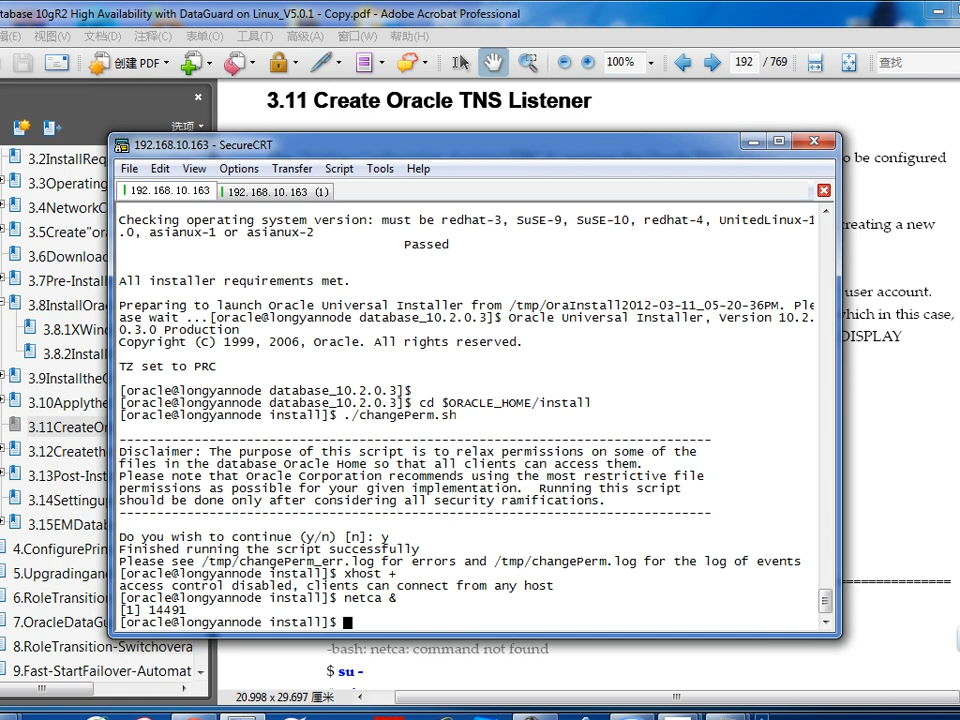 atabase 10gR2 High Availability with DataGuard on Linux_V5.0.1 - Copy.pdf - Adobe Acrobat Professional
辑(E) 视图(V) 文档(D) 注释(C) 表单(O) 工具(T) 高级(A) 窗口(W) 帮助(H)
创建 PDF 100% 192 / 769 查找
选项
3.11 Create Oracle TNS Listener
3.2InstallReq
3.3Operating
3.4NetworkC
3.5Create"ora
3.6Download
3.7Pre-Install
3.8InstallOra
3.8.1XWind
3.8.2Install
3.9Installthe
3.10Applythe
3.11CreateOr
3.12Createth
3.13Post-Inst
3.14Settingu
3.15EMDatab
4.ConfigurePrin
5.Upgradingand
6.RoleTransition
7.OracleDataGu
8.RoleTransition-Switchovera
9.Fast-StartFailover-Automat
o be configured
reating a new
user account.
which in this case,
DISPLAY
192.168.10.163 - SecureCRT
File Edit View Options Transfer Script Tools Help
192.168.10.163
192.168.10.163 (1)
Checking operating system version: must be redhat-3, SuSE-9, SuSE-10, redhat-4, UnitedLinux-1
.0, asianux-1 or asianux-2
Passed
All installer requirements met.
Preparing to launch Oracle Universal Installer from /tmp/OraInstall2012-03-11_05-20-36PM. Ple
ase wait ...[oracle@longyannode database_10.2.0.3]$ Oracle Universal Installer, Version 10.2.
0.3.0 Production
Copyright (C) 1999, 2006, Oracle. All rights reserved.
TZ set to PRC
[oracle@longyannode database_10.2.0.3]$
[oracle@longyannode database_10.2.0.3]$ cd $ORACLE_HOME/install
[oracle@longyannode install]$ ./changePerm.sh
-------------------------------------------------------------------------------
Disclaimer: The purpose of this script is to relax permissions on some of the
files in the database Oracle Home so that all clients can access them.
Please note that Oracle Corporation recommends using the most restrictive file
permissions as possible for your given implementation.  Running this script
should be done only after considering all security ramifications.
-------------------------------------------------------------------------------
Do you wish to continue (y/n) [n]: y
Finished running the script successfully
Please see /tmp/changePerm_err.log for errors and /tmp/changePerm.log for the log of events
[oracle@longyannode install]$ xhost +
access control disabled, clients can connect from any host
[oracle@longyannode install]$ netca &
[1] 14491
[oracle@longyannode install]$
-bash: netca: command not found
$ su -
20.998 x 29.697 厘米